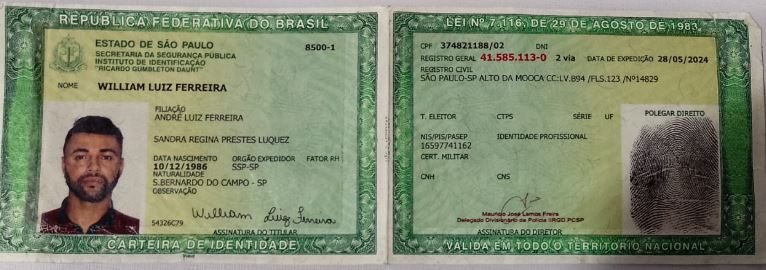 REPÚBLICA FEDERATIVA DO BRASIL
ESTADO DE SÃO PAULO
8500-1
SECRETARIA DA SEGURANÇA PÚBLICA
INSTITUTO DE IDENTIFICAÇÃO
"RICARDO GUMBLETON DAUNT"
NOME WILLIAM LUIZ FERREIRA
FILIAÇÃO
ANDRÉ LUIZ FERREIRA
SANDRA REGINA PRESTES LUQUEZ
DATA NASCIMENTO ORGÃO EXPEDIDOR FATOR RH
10/12/1986 SSP-SP
NATURALIDADE
S.BERNARDO DO CAMPO - SP
OBSERVAÇÃO
54326C79 William Luiz Ferreira
ASSINATURA DO TITULAR
CARTEIRA DE IDENTIDADE
LEI Nº 7.116, DE 29 DE AGOSTO DE 1983
CPF 374821188/02 DNI
REGISTRO GERAL 41.585.113-0 2 via DATA DE EXPEDIÇÃO 28/05/2024
REGISTRO CIVIL
SÃO PAULO-SP ALTO DA MOOCA CC:LV.B94 /FLS.123 /Nº14829
T. ELEITOR CTPS SÉRIE UF POLEGAR DIREITO
NIS/PIS/PASEP IDENTIDADE PROFISSIONAL
16597741162
CERT. MILITAR
CNH CNS
Mauricio José Lemos Freire
Delegado Divisionário de Polícia IIRGD PCSP
ASSINATURA DO DIRETOR
VÁLIDA EM TODO O TERRITÓRIO NACIONAL